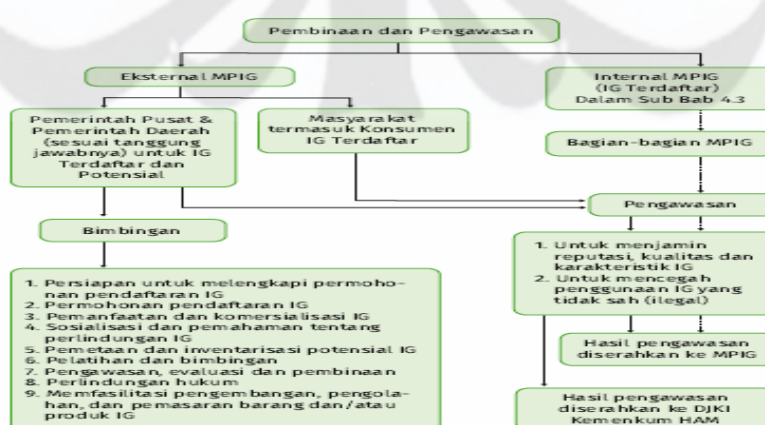 Pembinaan dan Pengawasan
Eksternal MPIG
Internal MPIG
(IG Terdaftar)
Dalam Sub Bab 4.3
Pemerintah Pusat &
Pemerintah Daerah
(sesuai tanggung
jawabnya) untuk IG
Terdaftar dan
Potensial
Masyarakat
termasuk Konsumen
IG Terdaftar
Bagian-bagian MPIG
Pengawasan
Bimbingan
1. Untuk menjamin
reputasi, kualitas dan
karakteristik IG
2. Untuk mencegah
penggunaan IG yang
tidak sah (ilegal)
1. Persiapan untuk melengkapi permoho-
nan pendaftaran IG
2. Permohonan pendaftaran IG
3. Pemanfaatan dan komersialisasi IG
4. Sosialisasi dan pemahaman tentang
perlindungan IG
5. Pemetaan dan inventarisasi potensial IG
6. Pelatihan dan bimbingan
7. Pengawasan, evaluasi dan pembinaan
8. Perlindungan hukum
9. Memfasilitasi pengembangan, pengola-
han, dan pemasaran barang dan/atau
produk IG
Hasil pengawasan
diserahkan ke MPIG
Hasil pengawasan
diserahkan ke DJKI
Kemenkum HAM